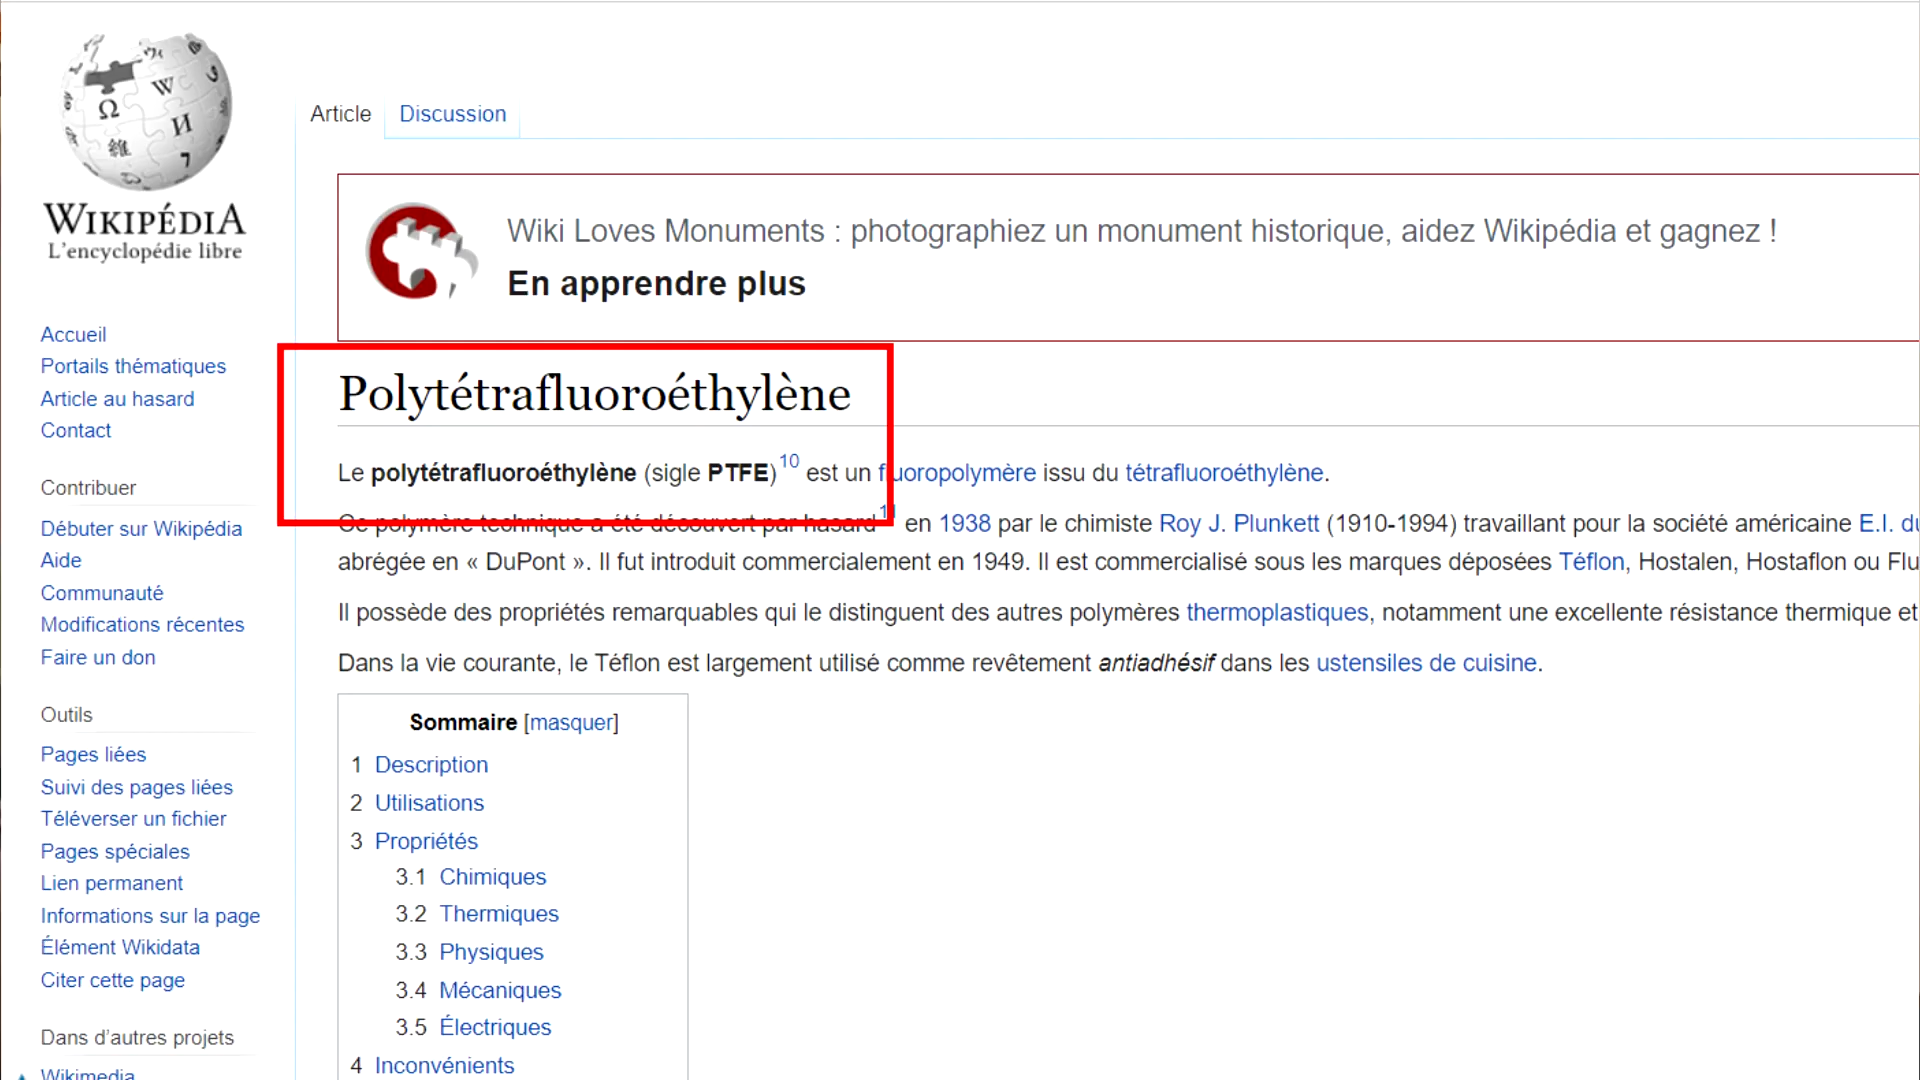 WIKIPÉDIA
L'encyclopédie libre
Article Discussion
Wiki Loves Monuments : photographiez un monument historique, aidez Wikipédia et gagnez !
En apprendre plus
Accueil
Portails thématiques
Article au hasard
Contact
Contribuer
Débuter sur Wikipédia
Aide
Communauté
Modifications récentes
Faire un don
Outils
Pages liées
Suivi des pages liées
Téléverser un fichier
Pages spéciales
Lien permanent
Informations sur la page
Élément Wikidata
Citer cette page
Dans d'autres projets
Wikimedia
Polytétrafluoroéthylène
Le polytétrafluoroéthylène (sigle PTFE)10 est un fluoropolymère issu du tétrafluoroéthylène.
Ce polymère technique a été découvert par hasard11 en 1938 par le chimiste Roy J. Plunkett (1910-1994) travaillant pour la société américaine E.I. du
abrégée en « DuPont ». Il fut introduit commercialement en 1949. Il est commercialisé sous les marques déposées Téflon, Hostalen, Hostaflon ou Flu
Il possède des propriétés remarquables qui le distinguent des autres polymères thermoplastiques, notamment une excellente résistance thermique et
Dans la vie courante, le Téflon est largement utilisé comme revêtement antiadhésif dans les ustensiles de cuisine.
Sommaire [masquer]
1 Description
2 Utilisations
3 Propriétés
3.1 Chimiques
3.2 Thermiques
3.3 Physiques
3.4 Mécaniques
3.5 Électriques
4 Inconvénients